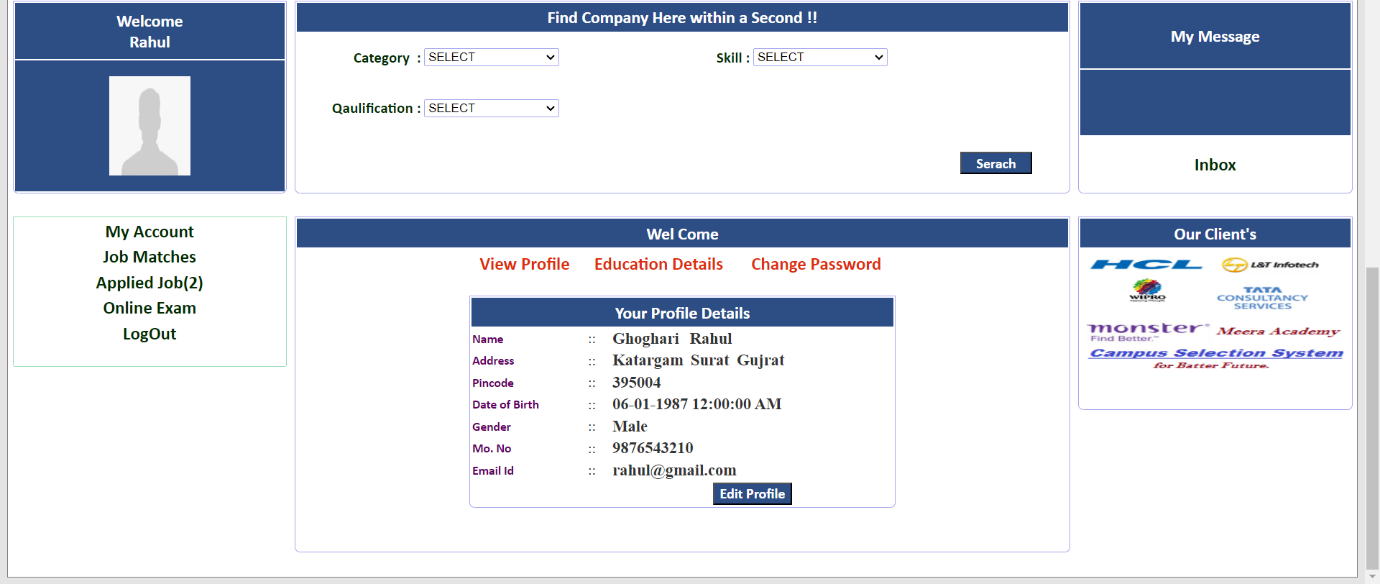 Welcome
Rahul
Find Company Here within a Second !!
Category : SELECT
Skill : SELECT
Qaulification : SELECT
Serach
My Message
Inbox
My Account
Job Matches
Applied Job(2)
Online Exam
LogOut
Wel Come
View Profile Education Details Change Password
Your Profile Details
Name :: Ghoghari Rahul
Address :: Katargam Surat Gujrat
Pincode :: 395004
Date of Birth :: 06-01-1987 12:00:00 AM
Gender :: Male
Mo. No :: 9876543210
Email Id :: rahul@gmail.com
Edit Profile
Our Client's
HCL L&T Infotech
WIPRO
TATA
CONSULTANCY
SERVICES
monster
Find Better.
Meera Academy
Campus Selection System
for Batter Future.